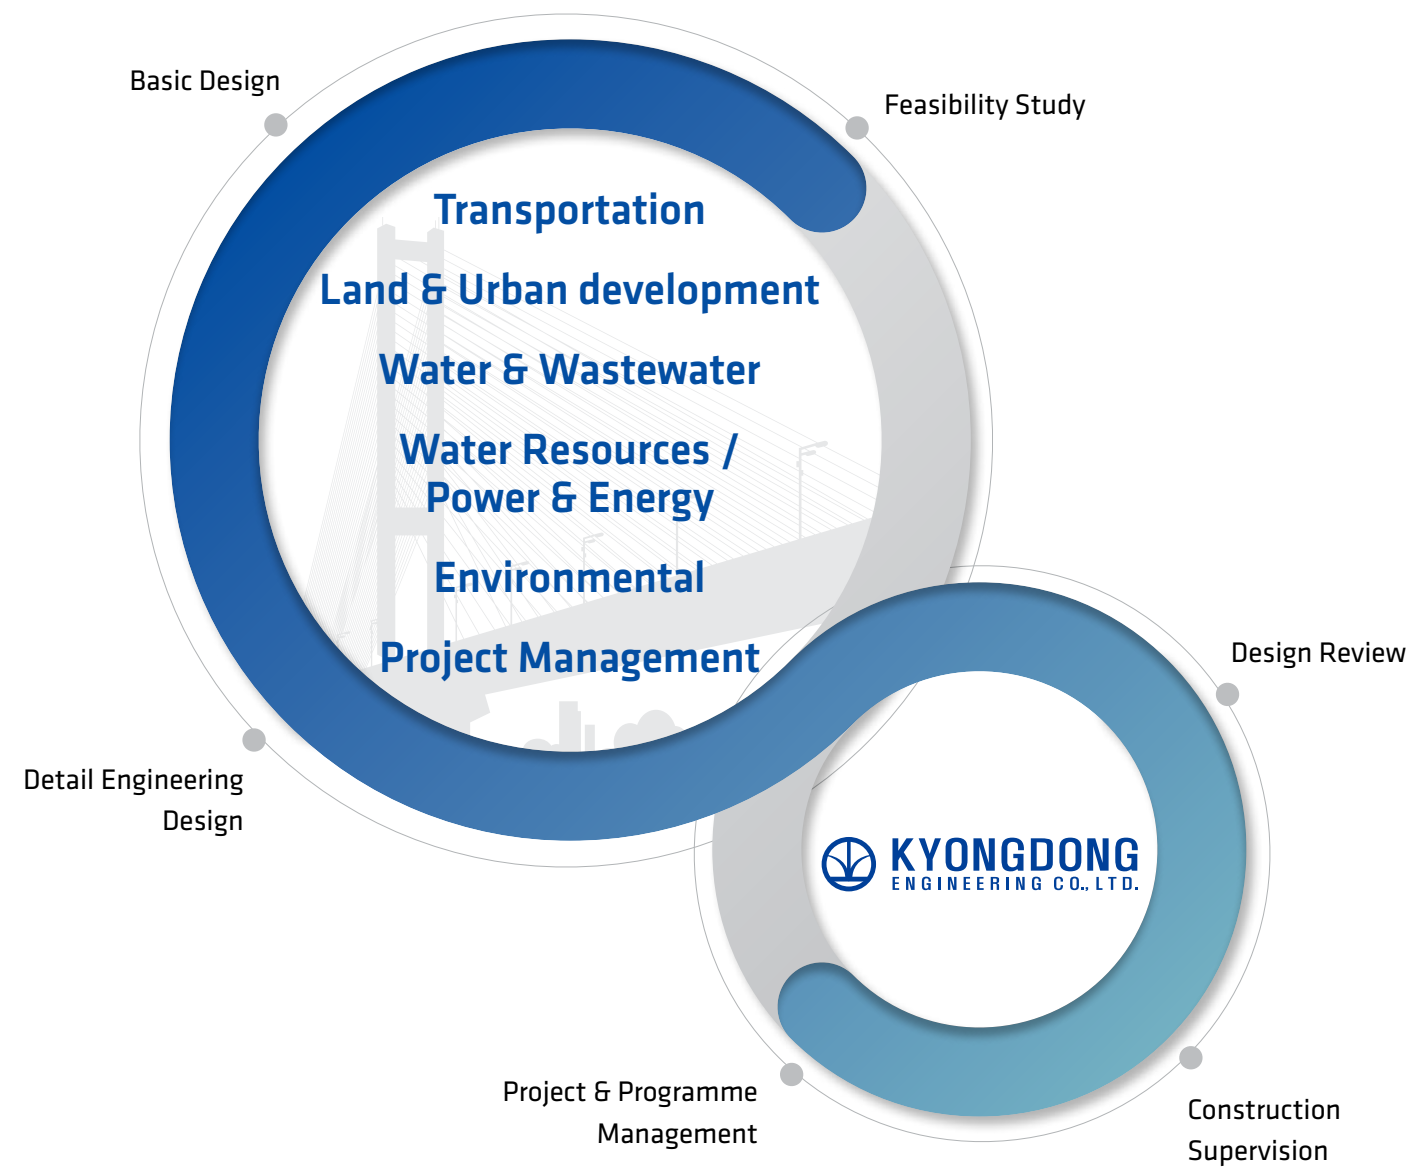 Basic Design
Feasibility Study
Transportation
Land & Urban development
Water & Wastewater
Water Resources /
Power & Energy
Environmental
Project Management
Design Review
Detail Engineering
Design
KYONGDONG
ENGINEERING CO., LTD.
Project & Programme
Management
Construction
Supervision